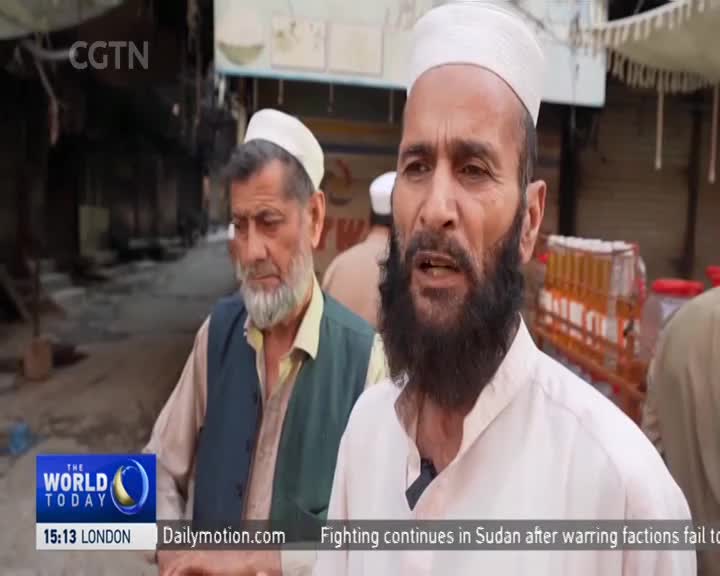 CGTN
THE
WORLD
TODAY
15:13 LONDON
Dailymotion.com Fighting continues in Sudan after warring factions fail to